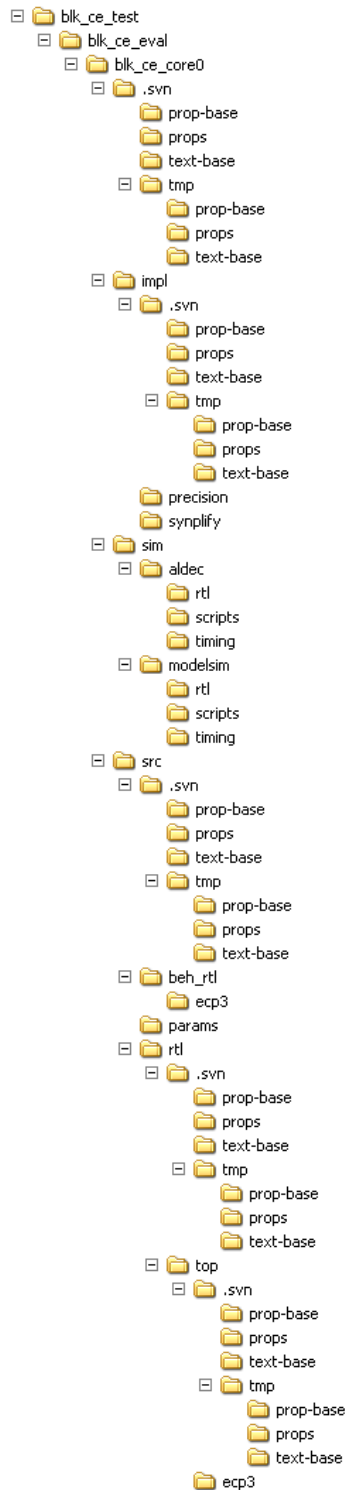 blk_ce_test
blk_ce_eval
blk_ce_core0
.svn
prop-base
props
text-base
tmp
prop-base
props
text-base
impl
.svn
prop-base
props
text-base
tmp
prop-base
props
text-base
precision
synplify
sim
aldec
rtl
scripts
timing
modelsim
rtl
scripts
timing
src
.svn
prop-base
props
text-base
tmp
prop-base
props
text-base
beh_rtl
ecp3
params
rtl
.svn
prop-base
props
text-base
tmp
prop-base
props
text-base
top
.svn
prop-base
props
text-base
tmp
prop-base
props
text-base
ecp3